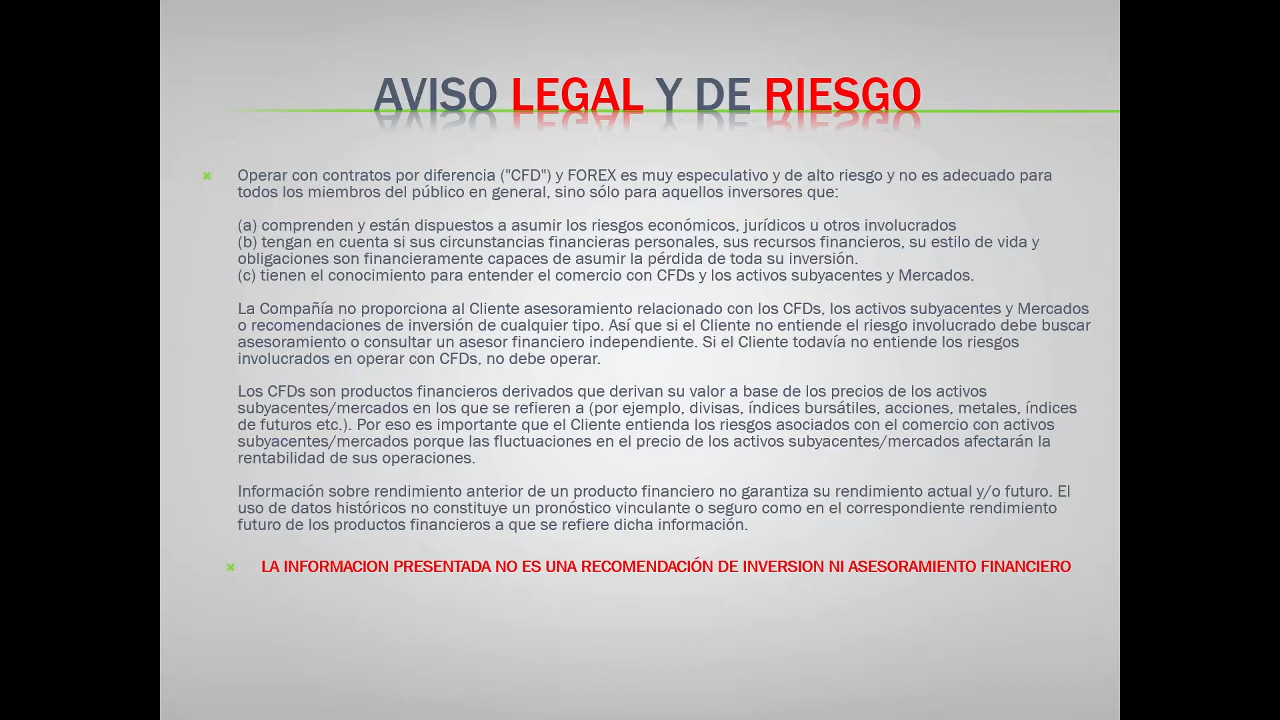 AVISO LEGAL Y DE RIESGO
Operar con contratos por diferencia ("CFD") y FOREX es muy especulativo y de alto riesgo y no es adecuado para
todos los miembros del público en general, sino sólo para aquellos inversores que:
(a) comprenden y están dispuestos a asumir los riesgos económicos, jurídicos u otros involucrados
(b) tengan en cuenta si sus circunstancias financieras personales, sus recursos financieros, su estilo de vida y
obligaciones son financieramente capaces de asumir la pérdida de toda su inversión.
(c) tienen el conocimiento para entender el comercio con CFDs y los activos subyacentes y Mercados.
La Compañía no proporciona al Cliente asesoramiento relacionado con los CFDs, los activos subyacentes y Mercados
o recomendaciones de inversión de cualquier tipo. Así que si el Cliente no entiende el riesgo involucrado debe buscar
asesoramiento o consultar un asesor financiero independiente. Si el Cliente todavía no entiende los riesgos
involucrados en operar con CFDs, no debe operar.
Los CFDs son productos financieros derivados que derivan su valor a base de los precios de los activos
subyacentes/mercados en los que se refieren a (por ejemplo, divisas, índices bursátiles, acciones, metales, índices
de futuros etc.). Por eso es importante que el Cliente entienda los riesgos asociados con el comercio con activos
subyacentes/mercados porque las fluctuaciones en el precio de los activos subyacentes/mercados afectarán la
rentabilidad de sus operaciones.
Información sobre rendimiento anterior de un producto financiero no garantiza su rendimiento actual y/o futuro. El
uso de datos históricos no constituye un pronóstico vinculante o seguro como en el correspondiente rendimiento
futuro de los productos financieros a que se refiere dicha información.
LA INFORMACION PRESENTADA NO ES UNA RECOMENDACIÓN DE INVERSION NI ASESORAMIENTO FINANCIERO